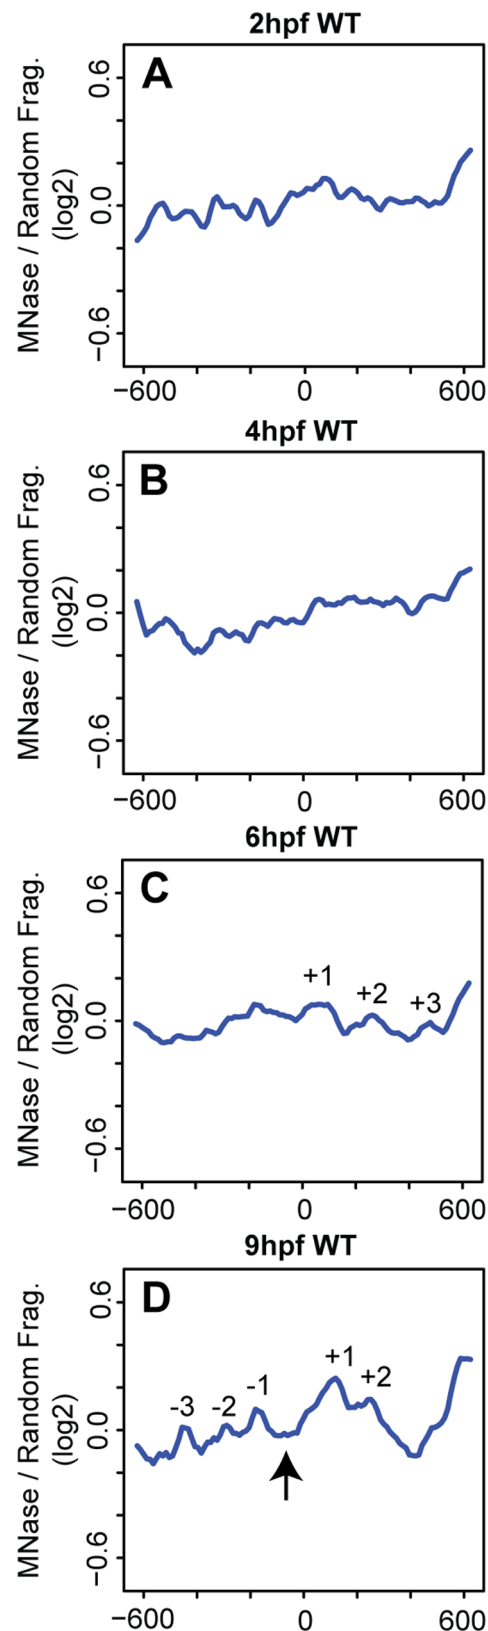 2hpf WT
A
MNase / Random Frag.
(log2)
0.6
0.0
−0.6
−600 0 600
4hpf WT
B
MNase / Random Frag.
(log2)
0.6
0.0
−0.6
−600 0 600
6hpf WT
C
MNase / Random Frag.
(log2)
0.6
0.0
−0.6
+1 +2 +3
−600 0 600
9hpf WT
D
MNase / Random Frag.
(log2)
0.6
0.0
−0.6
-3 -2 -1 +1 +2
−600 0 600